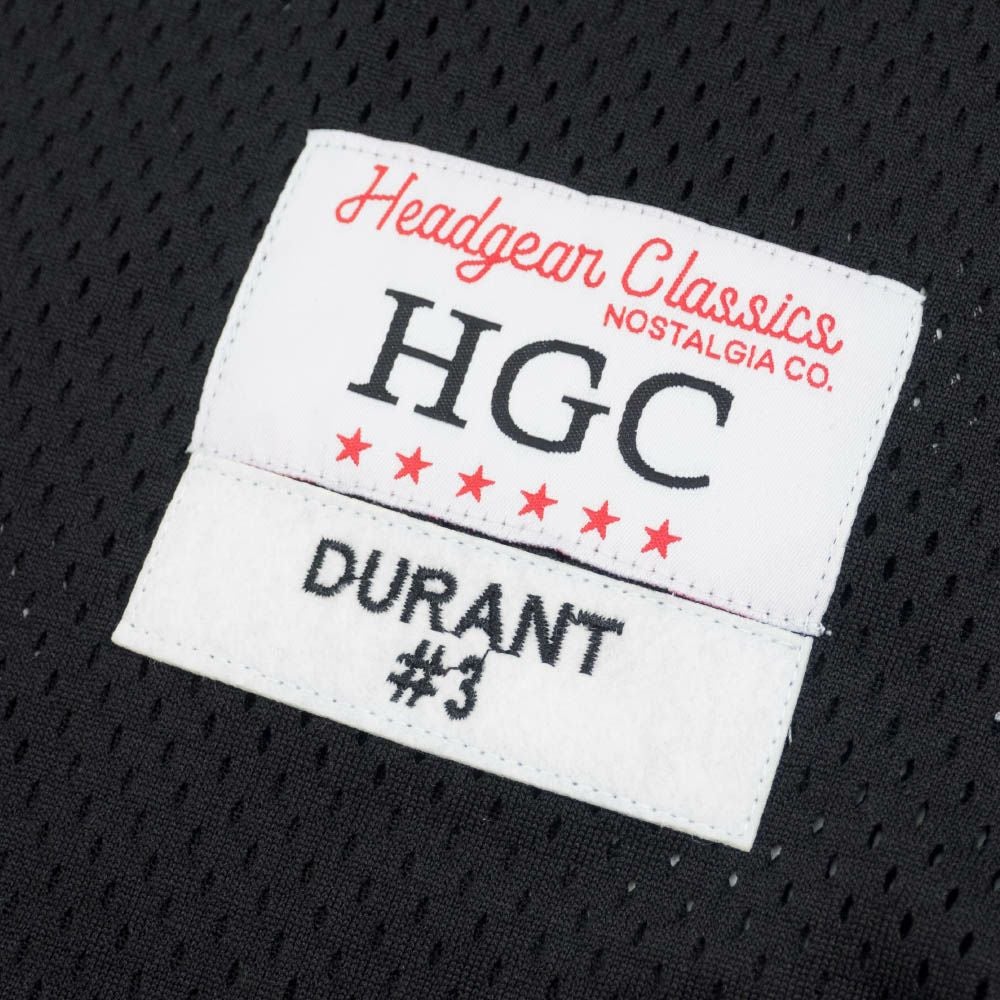 Headgear Classics
NOSTALGIA CO.
HGC
DURANT
#3